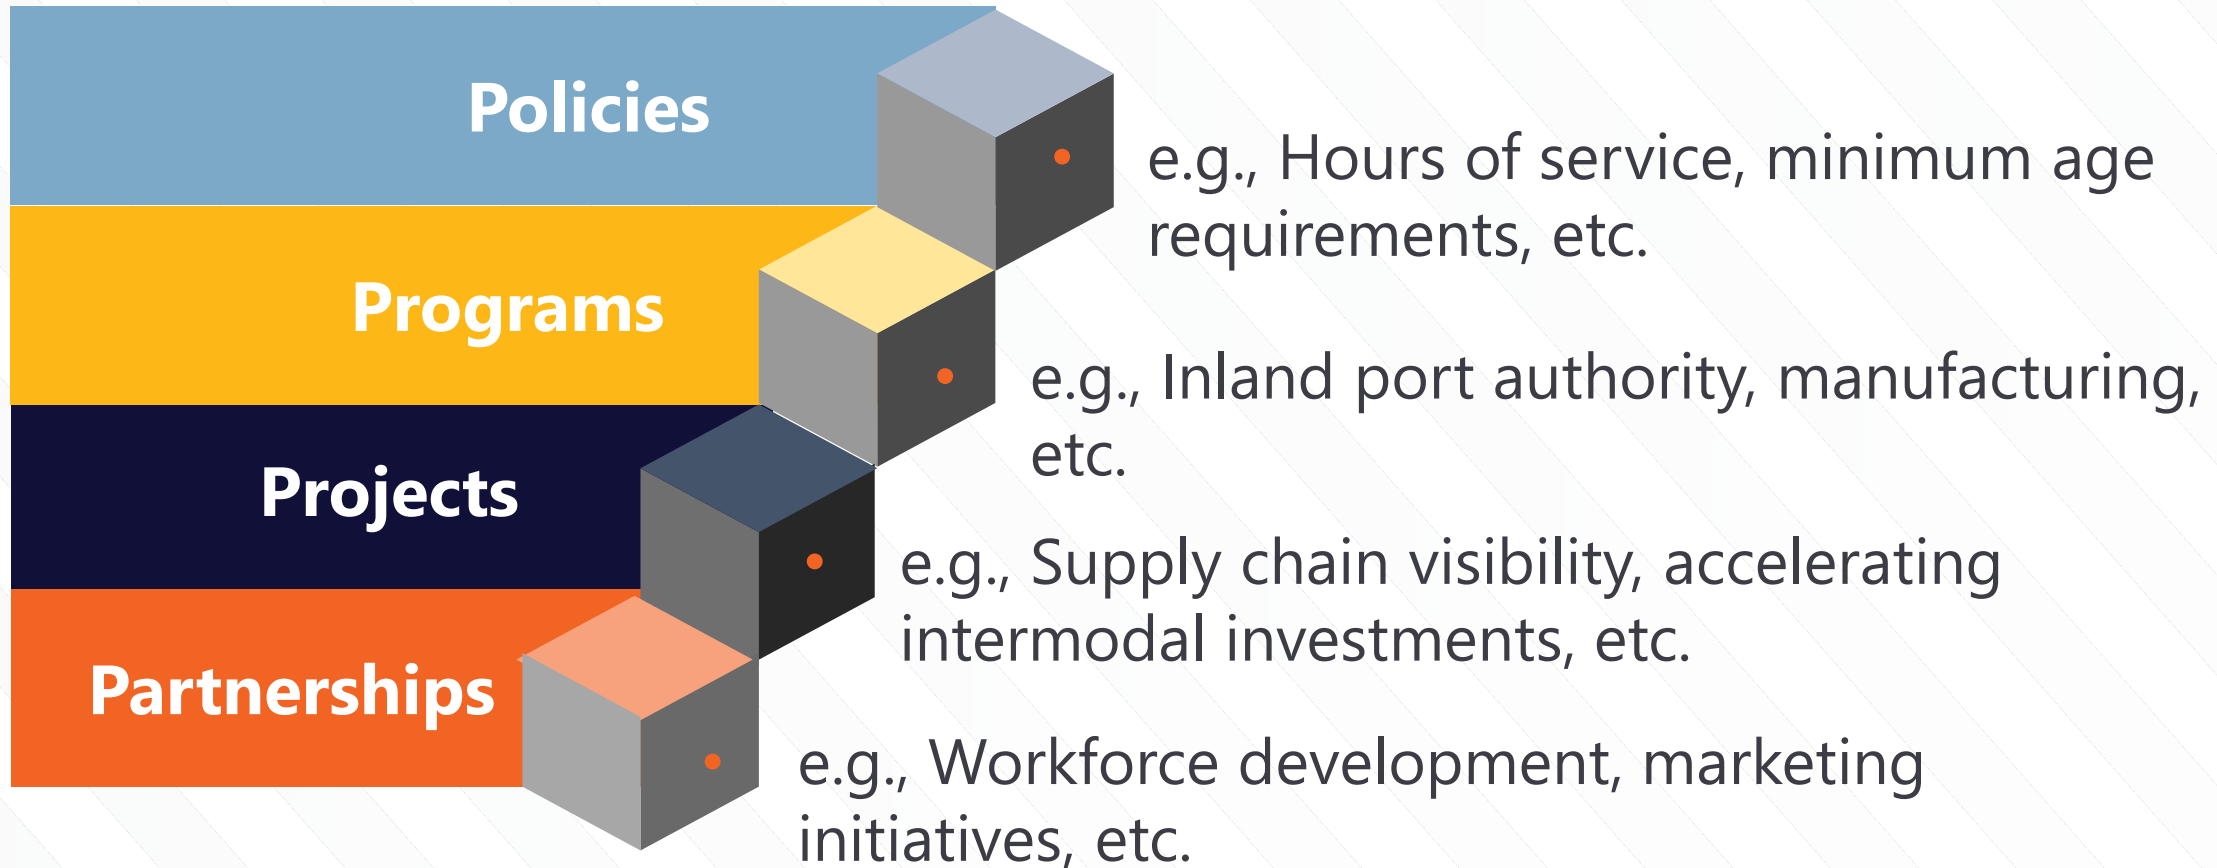 Policies
e.g., Hours of service, minimum age
requirements, etc.
Programs
e.g., Inland port authority, manufacturing,
etc.
Projects
e.g., Supply chain visibility, accelerating
intermodal investments, etc.
Partnerships
e.g., Workforce development, marketing
initiatives, etc.